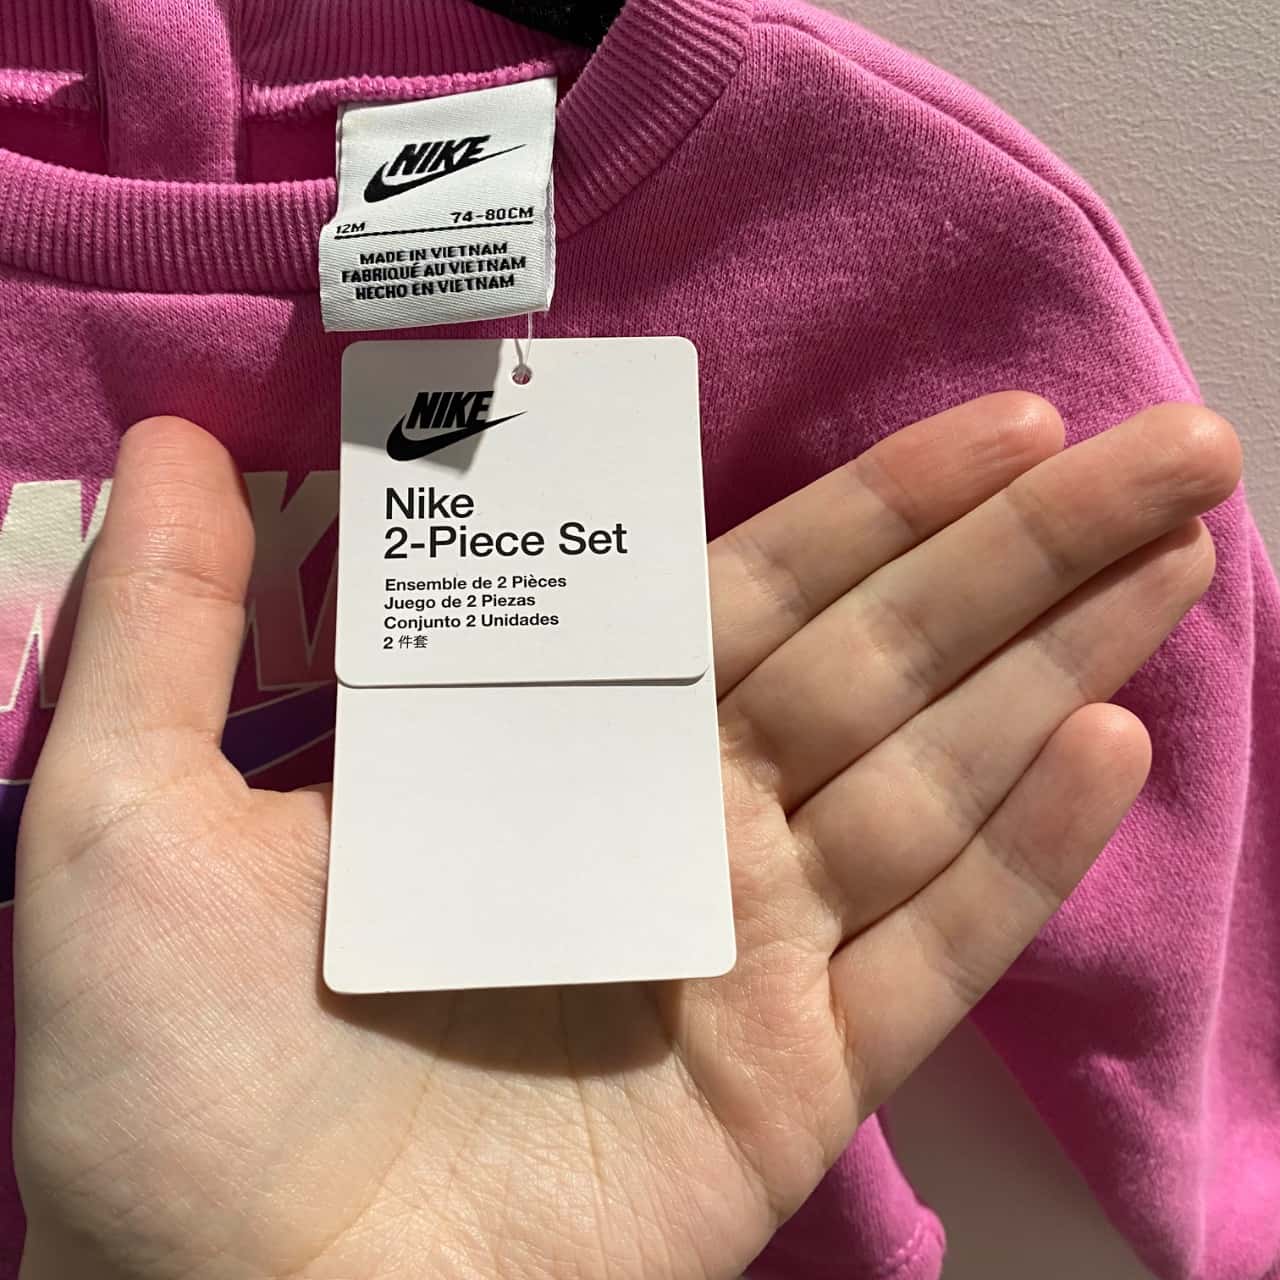 NIKE
12M 74-80CM
MADE IN VIETNAM
FABRIQUÉ AU VIETNAM
HECHO EN VIETNAM
NIKE
Nike
2-Piece Set
Ensemble de 2 Pièces
Juego de 2 Piezas
Conjunto 2 Unidades
2 件套